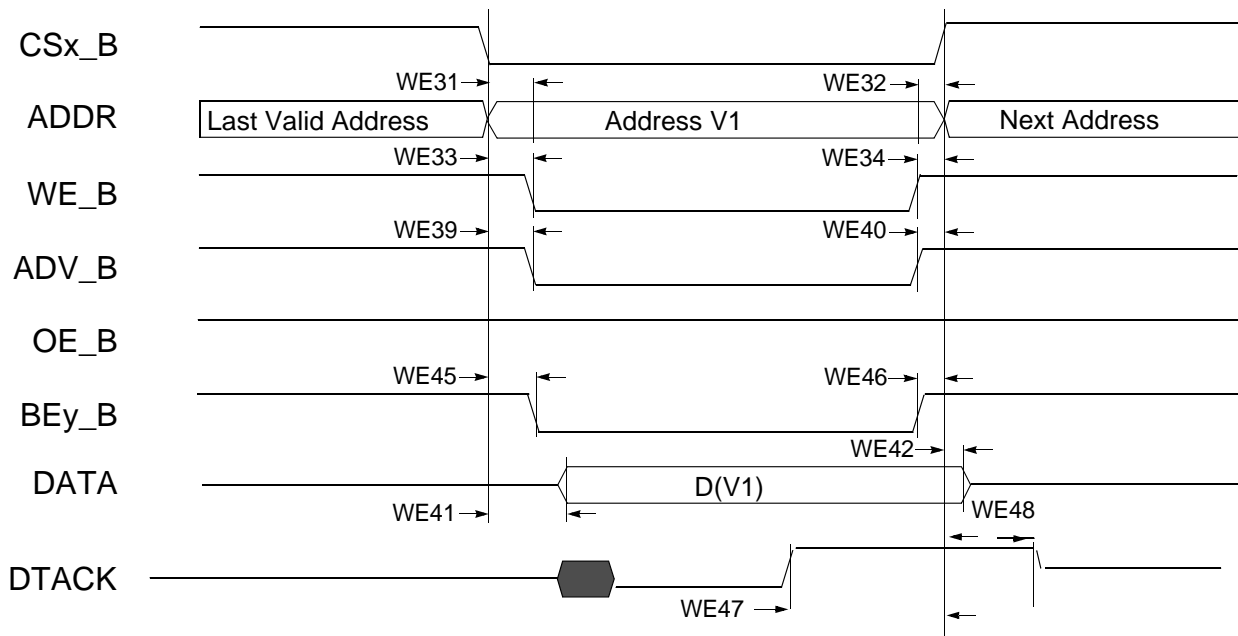 CSx_B
WE31
WE32
ADDR
Last Valid Address
Address V1
Next Address
WE33
WE34
WE_B
WE39
WE40
ADV_B
OE_B
WE45
WE46
BEy_B
WE42
DATA
D(V1)
WE41
WE48
DTACK
WE47